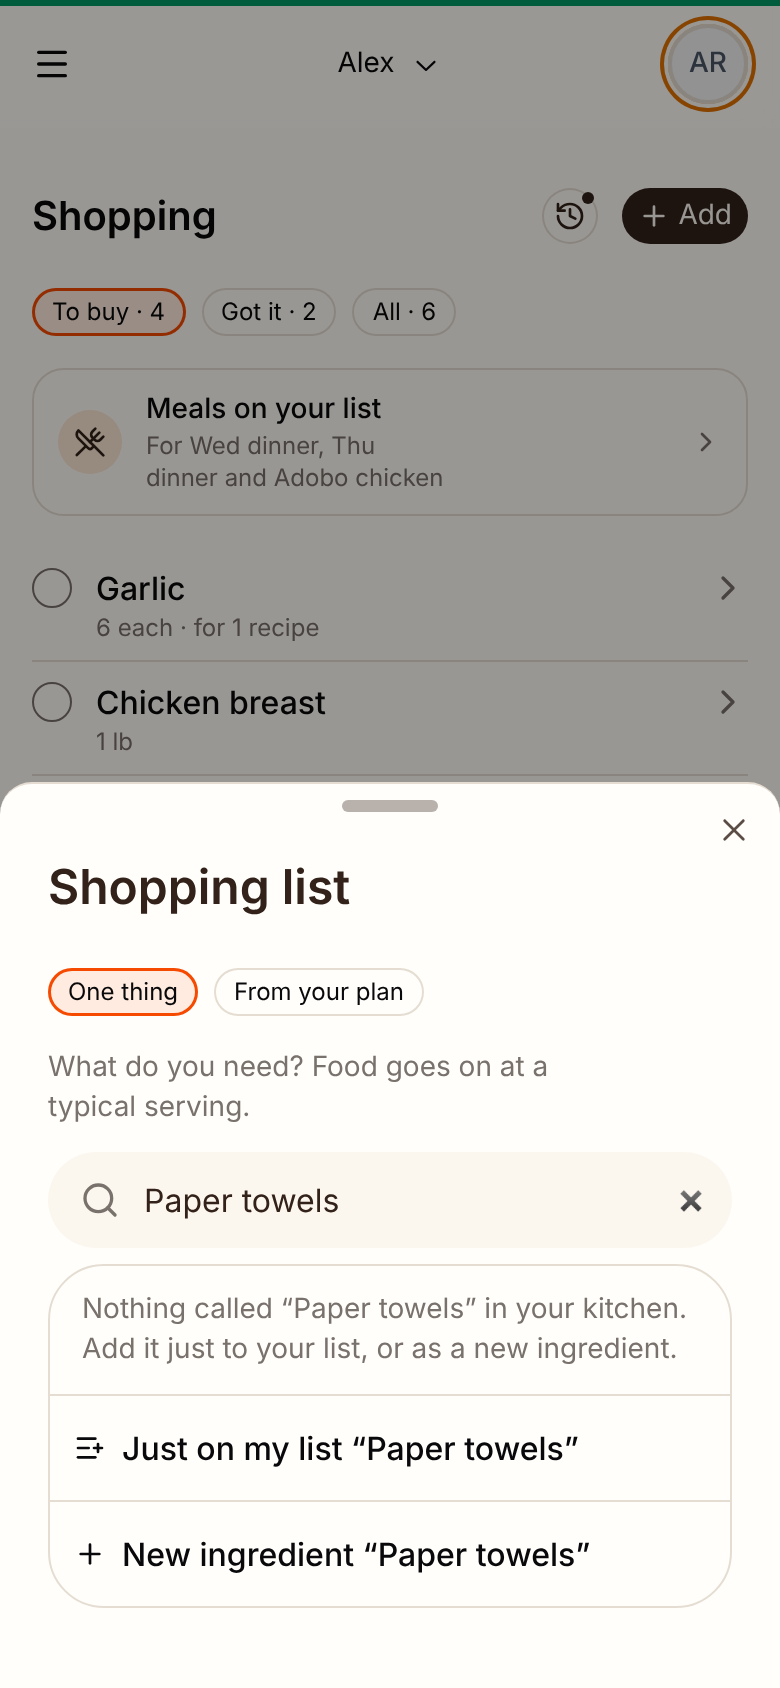 Alex
AR
Shopping
Add
To buy · 4
Got it · 2
All · 6
Meals on your list
For Wed dinner, Thu
dinner and Adobo chicken
Garlic
6 each · for 1 recipe
Chicken breast
1 lb
Shopping list
One thing
From your plan
What do you need? Food goes on at a
typical serving.
Paper towels
Nothing called “Paper towels” in your kitchen.
Add it just to your list, or as a new ingredient.
Just on my list “Paper towels”
New ingredient “Paper towels”